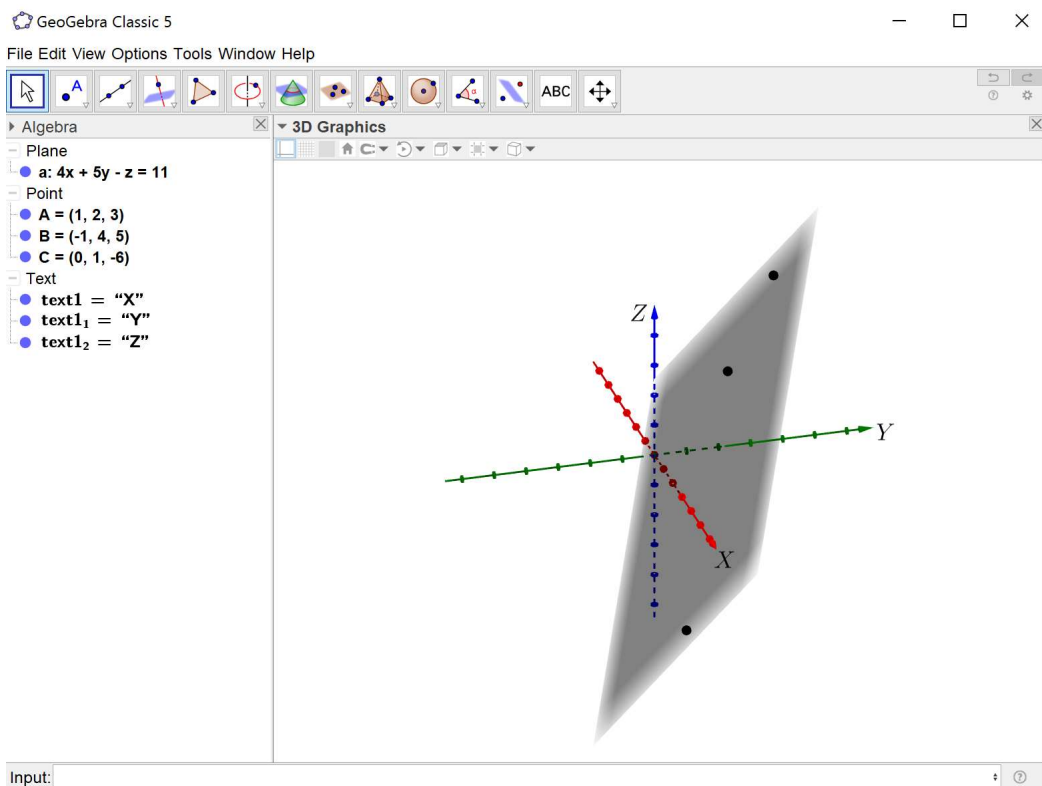 GeoGebra Classic 5
File Edit View Options Tools Window Help
A
α
ABC
Algebra
3D Graphics
Plane
a: 4x + 5y - z = 11
Point
A = (1, 2, 3)
B = (-1, 4, 5)
C = (0, 1, -6)
Text
text1 = “X”
text1₁ = “Y”
text1₂ = “Z”
Z
Y
X
Input: